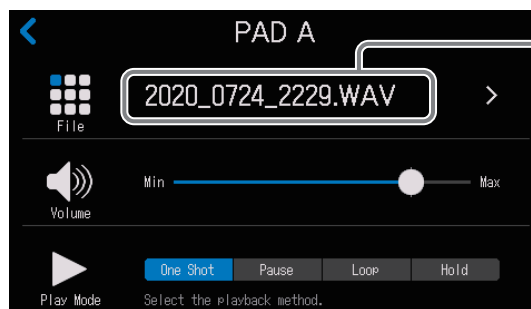 PAD A
2020_0724_2229.WAV
File
Min
Max
Volume
One Shot Pause Loop Hold
Play Mode
Select the playback method.